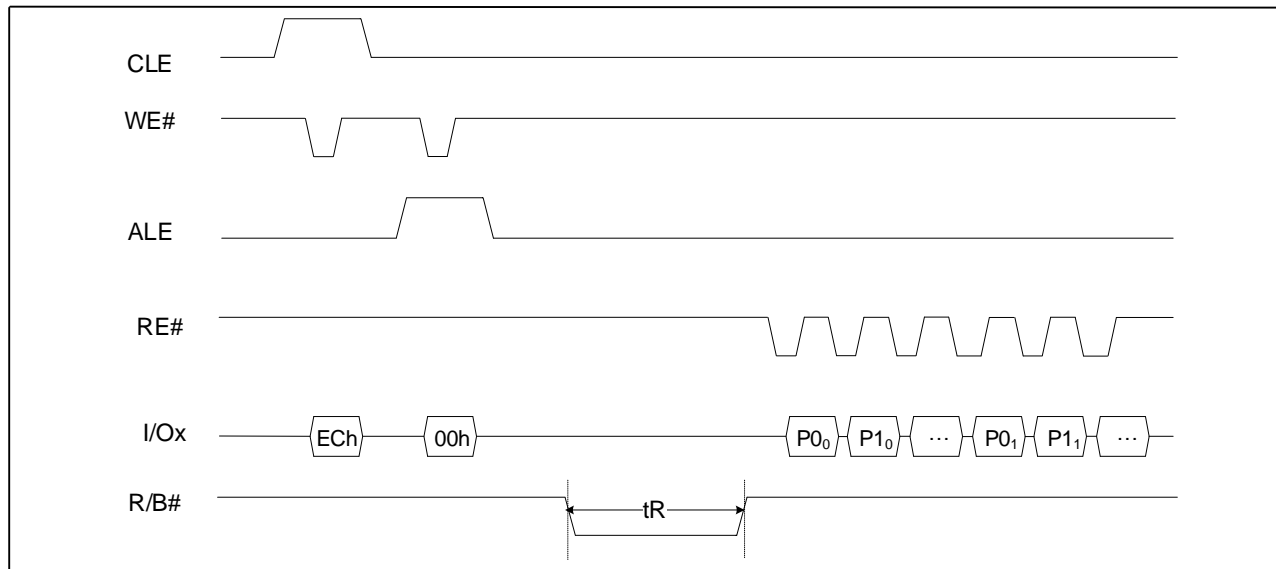 CLE
WE#
ALE
RE#
I/Ox ECh 00h P0₀ P1₀ ... P0₁ P1₁ ...
R/B# tR